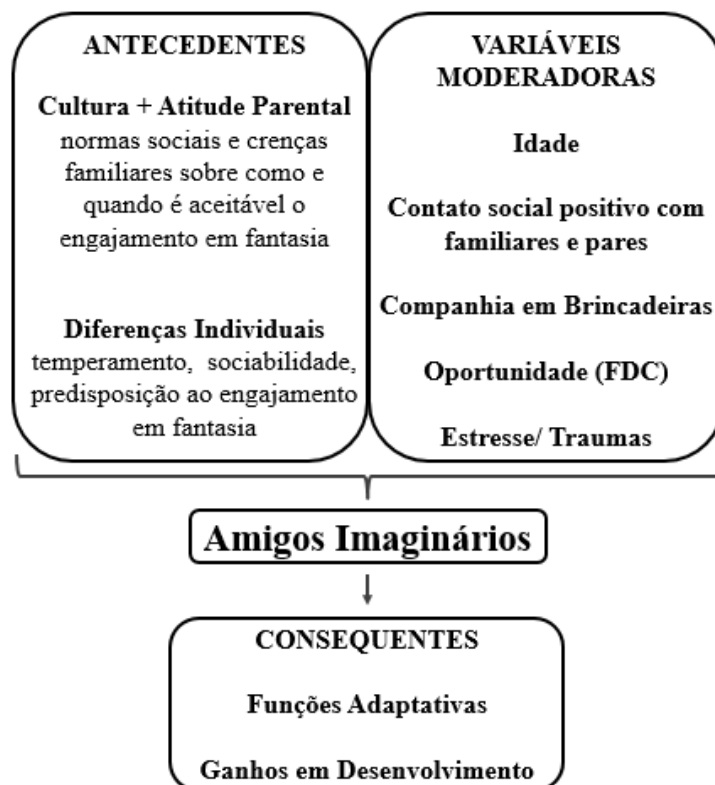 ANTECEDENTES
Cultura + Atitude Parental
normas sociais e crenças
familiares sobre como e
quando é aceitável o
engajamento em fantasia
Diferenças Individuais
temperamento, sociabilidade,
predisposição ao engajamento
em fantasia
VARIÁVEIS
MODERADORAS
Idade
Contato social positivo com
familiares e pares
Companhia em Brincadeiras
Oportunidade (FDC)
Estresse/ Traumas
Amigos Imaginários
CONSEQUENTES
Funções Adaptativas
Ganhos em Desenvolvimento